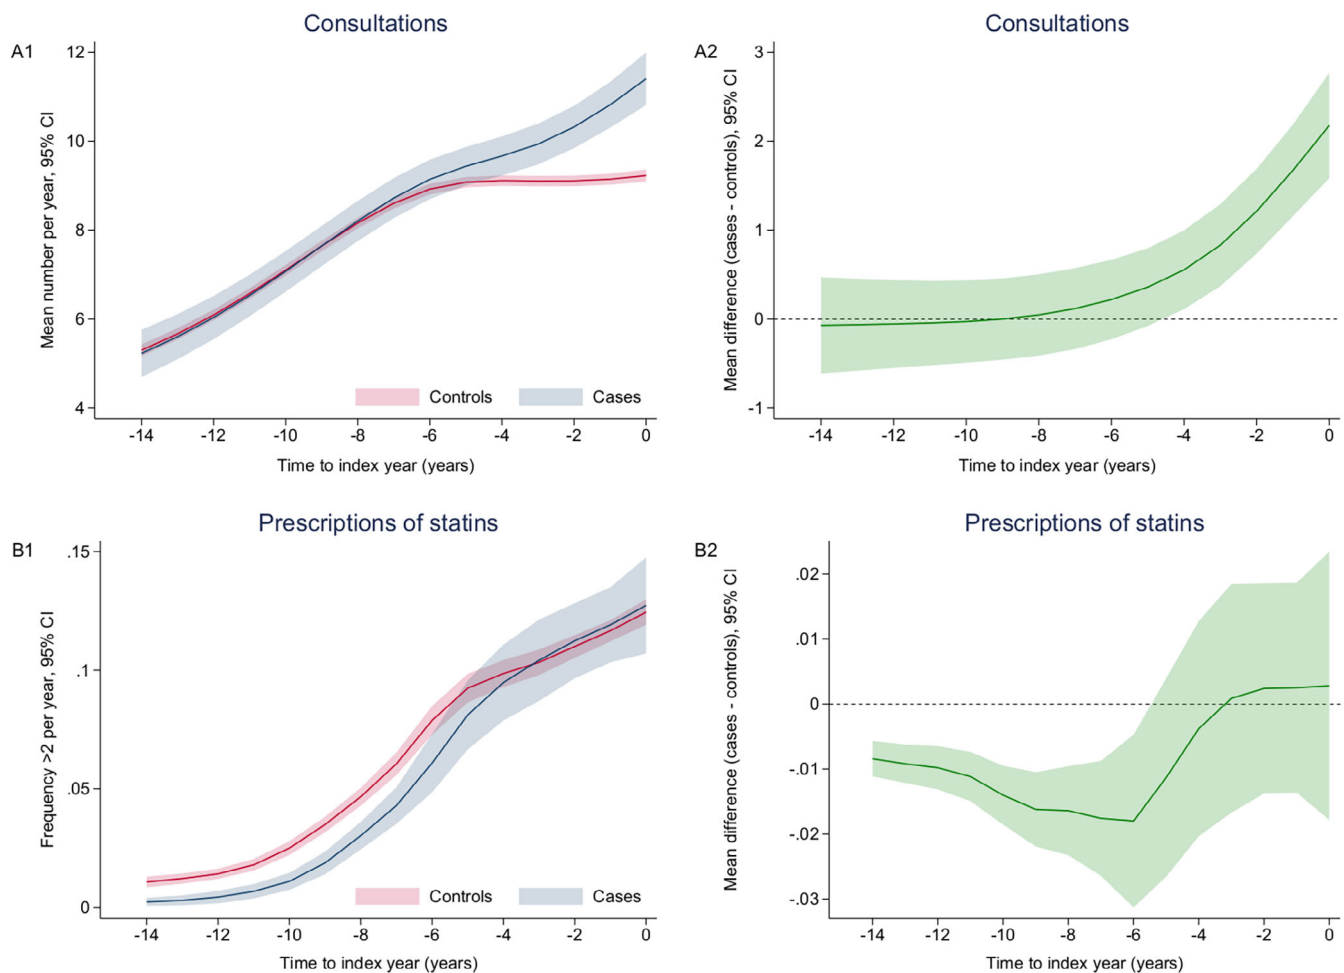 Consultations
A1
Mean number per year, 95% CI
12
10
8
6
4
Controls
Cases
-14 -12 -10 -8 -6 -4 -2 0
Time to index year (years)
Consultations
A2
Mean difference (cases - controls), 95% CI
3
2
1
0
-1
-14 -12 -10 -8 -6 -4 -2 0
Time to index year (years)
Prescriptions of statins
B1
Frequency >2 per year, 95% CI
.15
.1
.05
0
Controls
Cases
-14 -12 -10 -8 -6 -4 -2 0
Time to index year (years)
Prescriptions of statins
B2
Mean difference (cases - controls), 95% CI
.02
.01
0
-.01
-.02
-.03
-14 -12 -10 -8 -6 -4 -2 0
Time to index year (years)